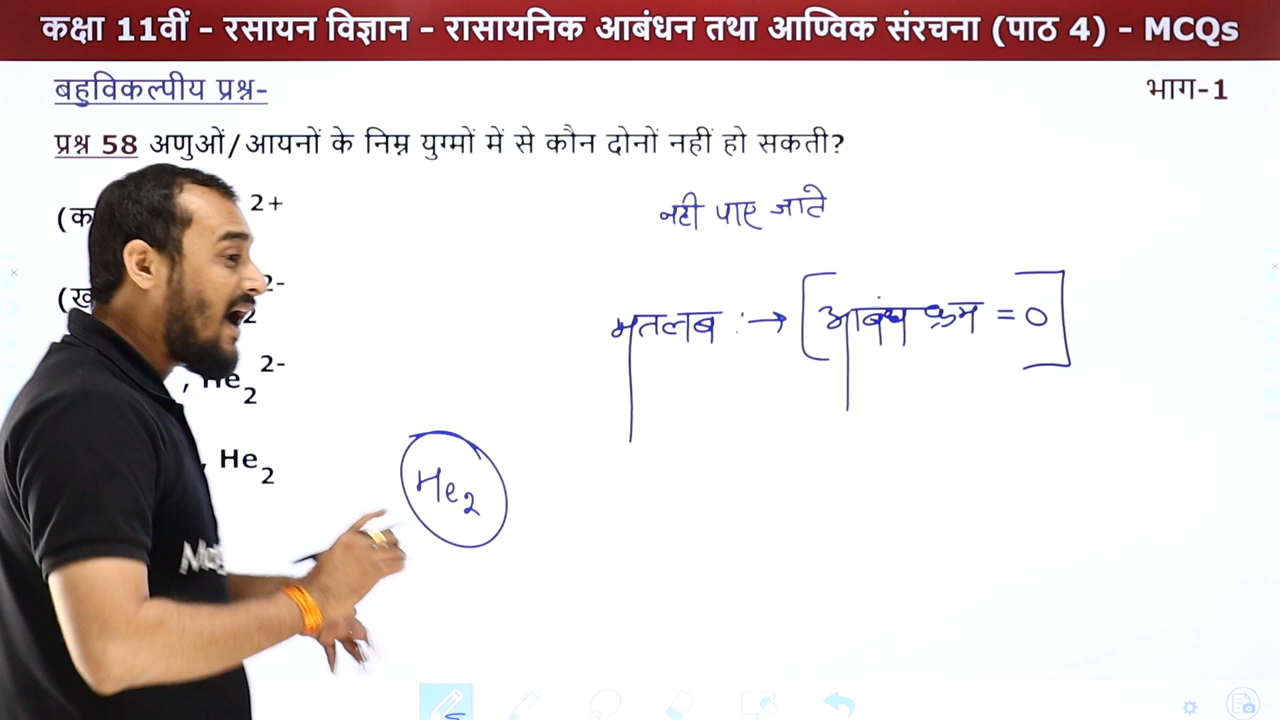 कक्षा 11वीं - रसायन विज्ञान - रासायनिक आबंधन तथा आण्विक संरचना (पाठ 4) - MCQs
बहुविकल्पीय प्रश्न- भाग-1
प्रश्न 58 अणुओं/आयनों के निम्न युग्मों में से कौन दोनों नहीं हो सकती?
(क 2+
नही पाए जाते
(ख 2-
2
मतलब :→ [आबंध क्रम = 0]
, He2 2-
, He2
He2